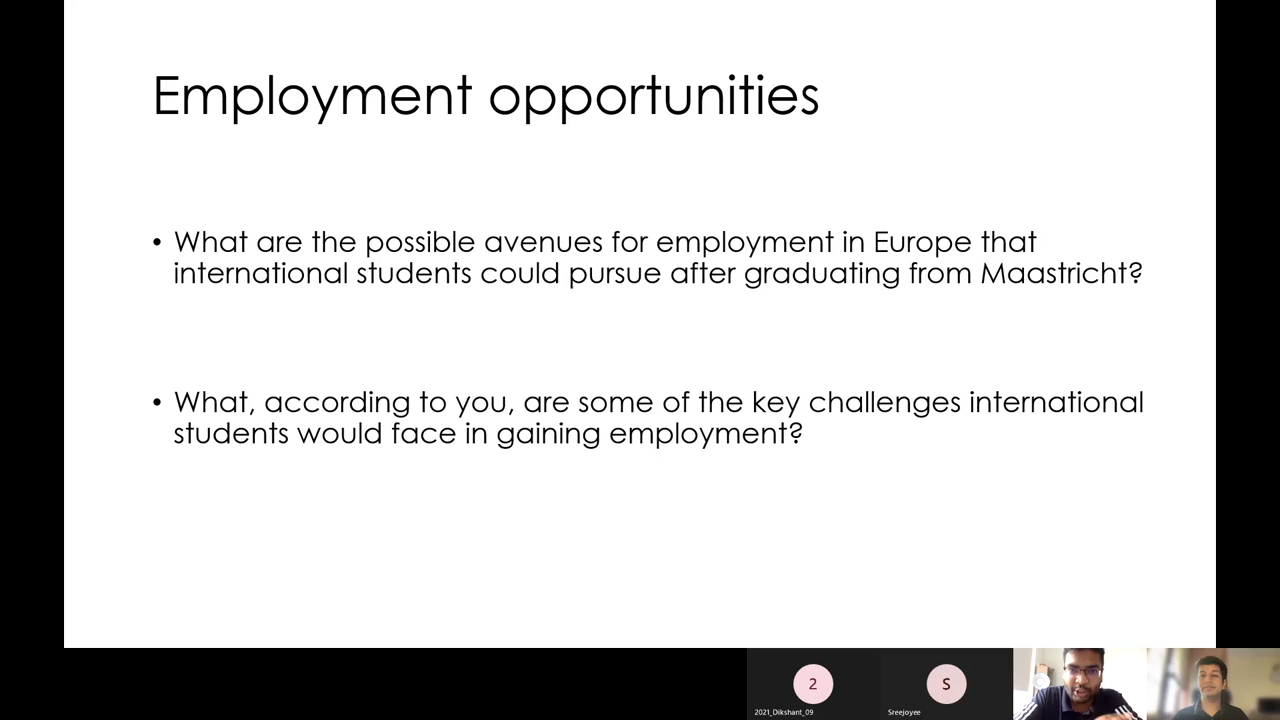 Employment opportunities
• What are the possible avenues for employment in Europe that
international students could pursue after graduating from Maastricht?
• What, according to you, are some of the key challenges international
students would face in gaining employment?
2
S
2021_Dikshant_09
Sreejoyee